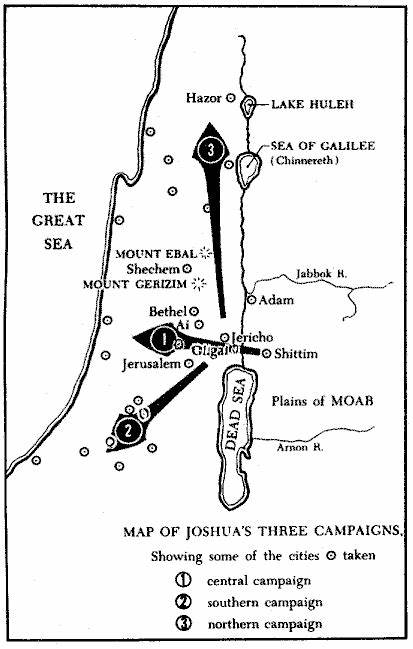 Hazor
LAKE HULEH
3
SEA OF GALILEE
(Chinnereth)
THE
GREAT
SEA
MOUNT EBAL
Shechem
MOUNT GERIZIM
Jabbok R.
Adam
Bethel
Ai
1
Jericho
Gilgal
Shittim
Jerusalem
DEAD SEA
Plains of MOAB
2
Arnon R.
MAP OF JOSHUA'S THREE CAMPAIGNS,
Showing some of the cities ⊙ taken
① central campaign
② southern campaign
③ northern campaign